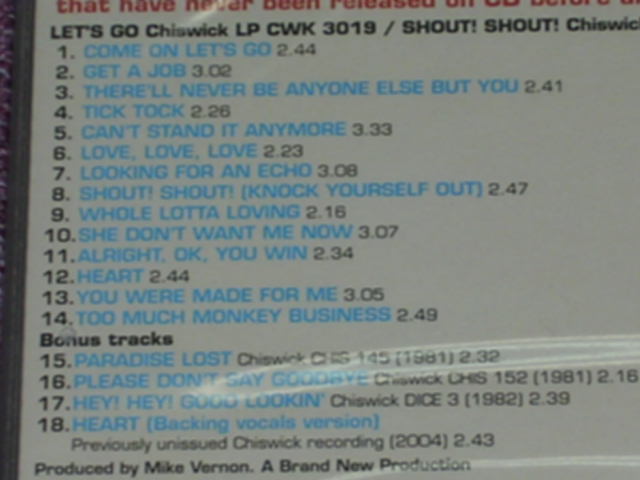 that have never been released on CD before
LET'S GO Chiswick LP CWK 3019 / SHOUT! SHOUT! Chiswick
1. COME ON LET'S GO 2.44
2. GET A JOB 3.02
3. THERE'LL NEVER BE ANYONE ELSE BUT YOU 2.41
4. TICK TOCK 2.26
5. CAN'T STAND IT ANYMORE 3.33
6. LOVE, LOVE, LOVE 2.23
7. LOOKING FOR AN ECHO 3.08
8. SHOUT! SHOUT! (KNOCK YOURSELF OUT) 2.47
9. WHOLE LOTTA LOVING 2.16
10. SHE DON'T WANT ME NOW 3.07
11. ALRIGHT, OK, YOU WIN 2.34
12. HEART 2.44
13. YOU WERE MADE FOR ME 3.05
14. TOO MUCH MONKEY BUSINESS 2.49
Bonus tracks
15. PARADISE LOST Chiswick CHIS 145 (1981) 2.32
16. PLEASE DON'T SAY GOODBYE Chiswick CHIS 152 (1981) 2.16
17. HEY! HEY! GOOD LOOKIN' Chiswick DICE 3 (1982) 2.39
18. HEART (Backing vocals version)
Previously unissued Chiswick recording (2004) 2.43
Produced by Mike Vernon. A Brand New Production